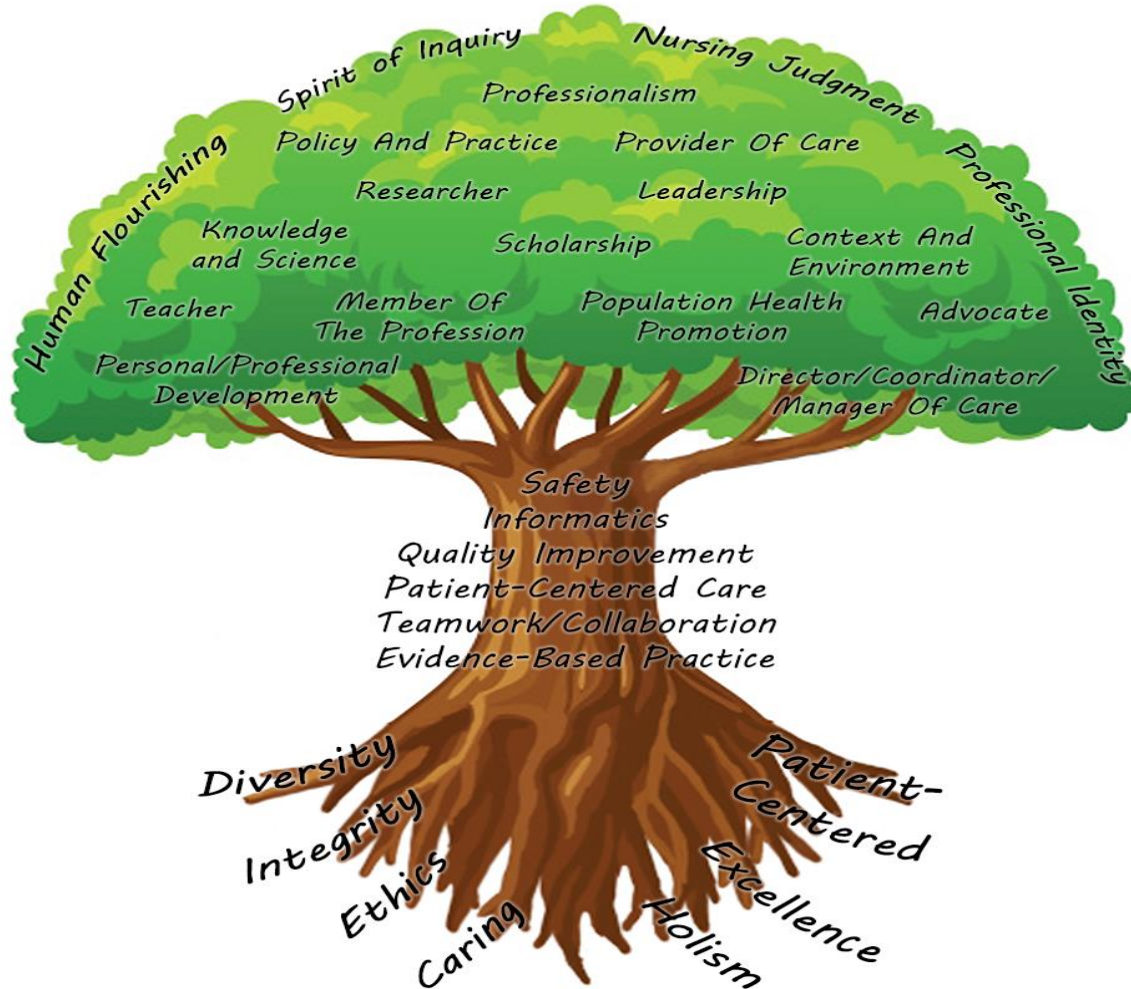 Spirit of Inquiry
Nursing Judgment
Human Flourishing
Professional Identity
Professionalism
Policy And Practice
Provider Of Care
Researcher
Leadership
Knowledge
and Science
Scholarship
Context And
Environment
Teacher
Member Of
The Profession
Population Health
Promotion
Advocate
Personal/Professional
Development
Director/Coordinator/
Manager Of Care
Safety
Informatics
Quality Improvement
Patient-Centered Care
Teamwork/Collaboration
Evidence-Based Practice
Diversity
Integrity
Ethics
Caring
Holism
Excellence
Patient-
Centered